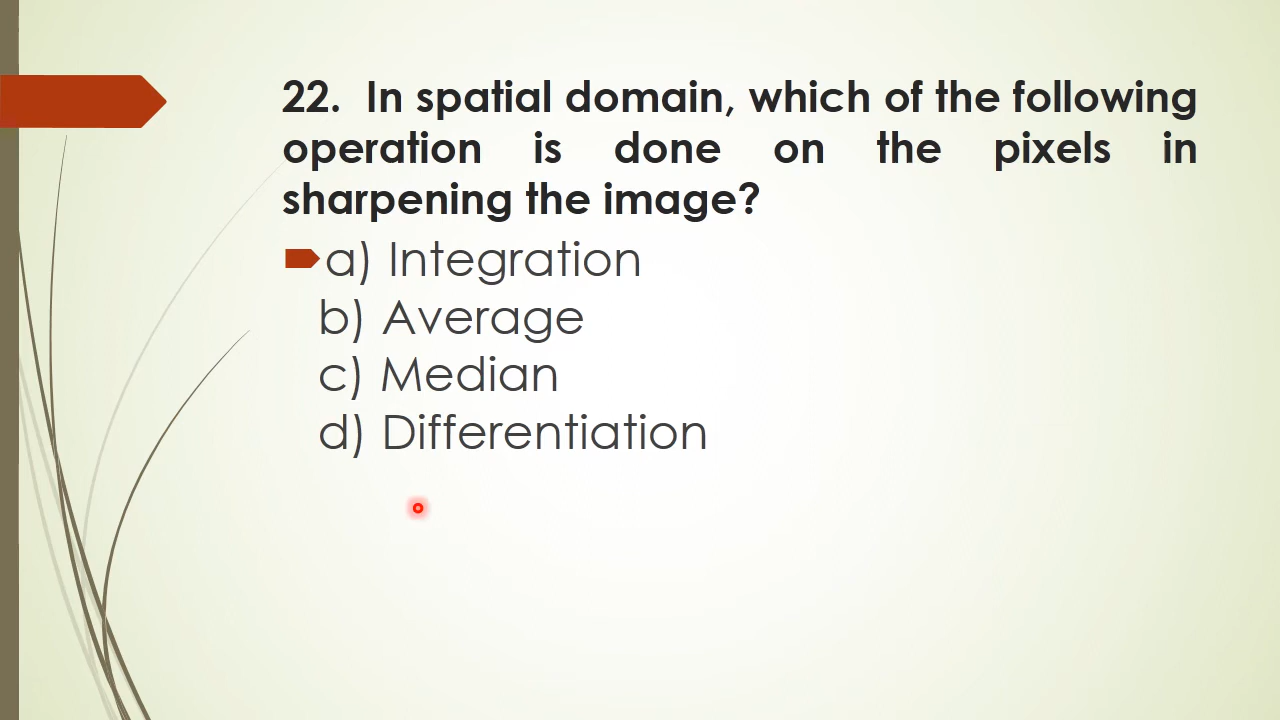 22. In spatial domain, which of the following
operation is done on the pixels in
sharpening the image?
a) Integration
b) Average
c) Median
d) Differentiation